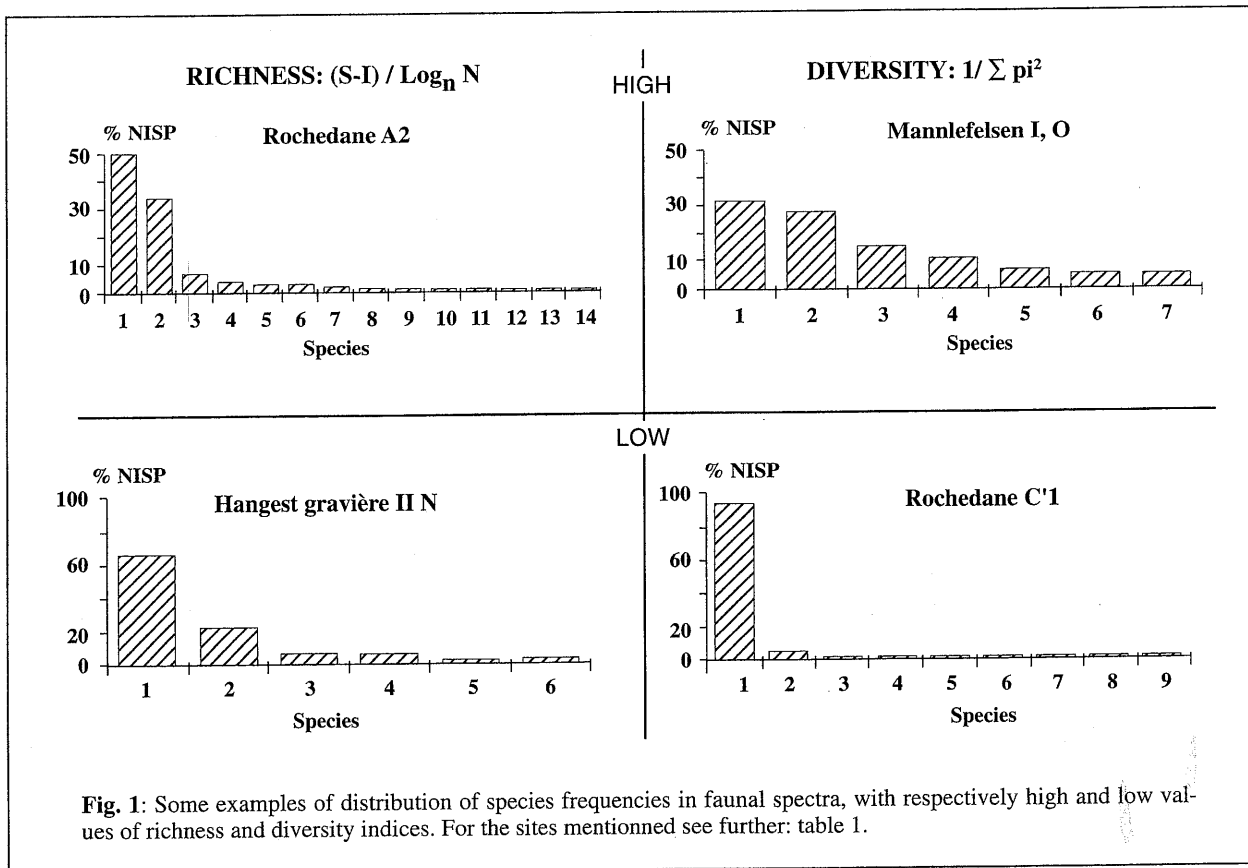 RICHNESS: (S-I) / Logn N
HIGH
DIVERSITY: 1/ ∑ pi²
% NISP
Rochedane A2
50
30
10
0
1 2 3 4 5 6 7 8 9 10 11 12 13 14
Species
% NISP
Mannlefelsen I, O
50
30
10
0
1 2 3 4 5 6 7
Species
LOW
% NISP
Hangest gravière II N
100
60
20
0
1 2 3 4 5 6
Species
% NISP
Rochedane C'1
100
60
20
0
1 2 3 4 5 6 7 8 9
Species
Fig. 1: Some examples of distribution of species frequencies in faunal spectra, with respectively high and low val-
ues of richness and diversity indices. For the sites mentionned see further: table 1.